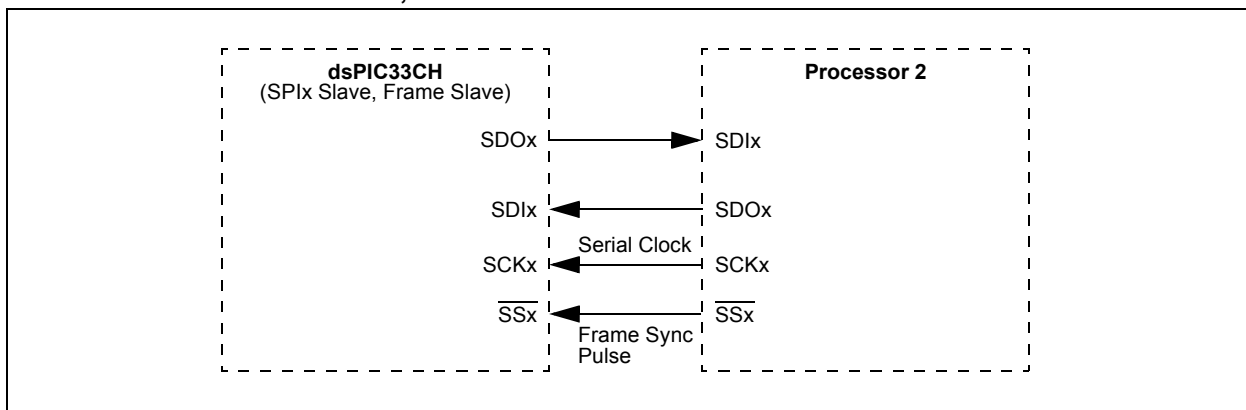 dsPIC33CH
(SPIx Slave, Frame Slave)
Processor 2
SDOx
SDIx
SDIx
SDOx
Serial Clock
SCKx
SCKx
SSx
SSx
Frame Sync
Pulse